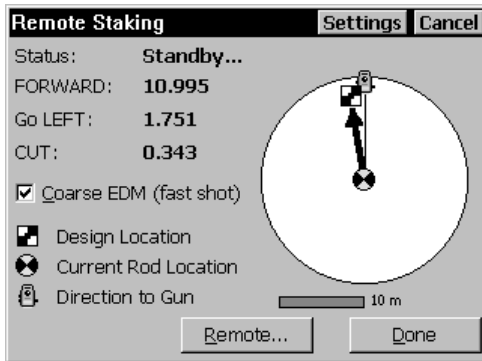 Remote Staking Settings Cancel
Status: Standby...
FORWARD: 10.995
Go LEFT: 1.751
CUT: 0.343
Coarse EDM (fast shot)
Design Location
Current Rod Location
Direction to Gun
10 m
Remote... Done